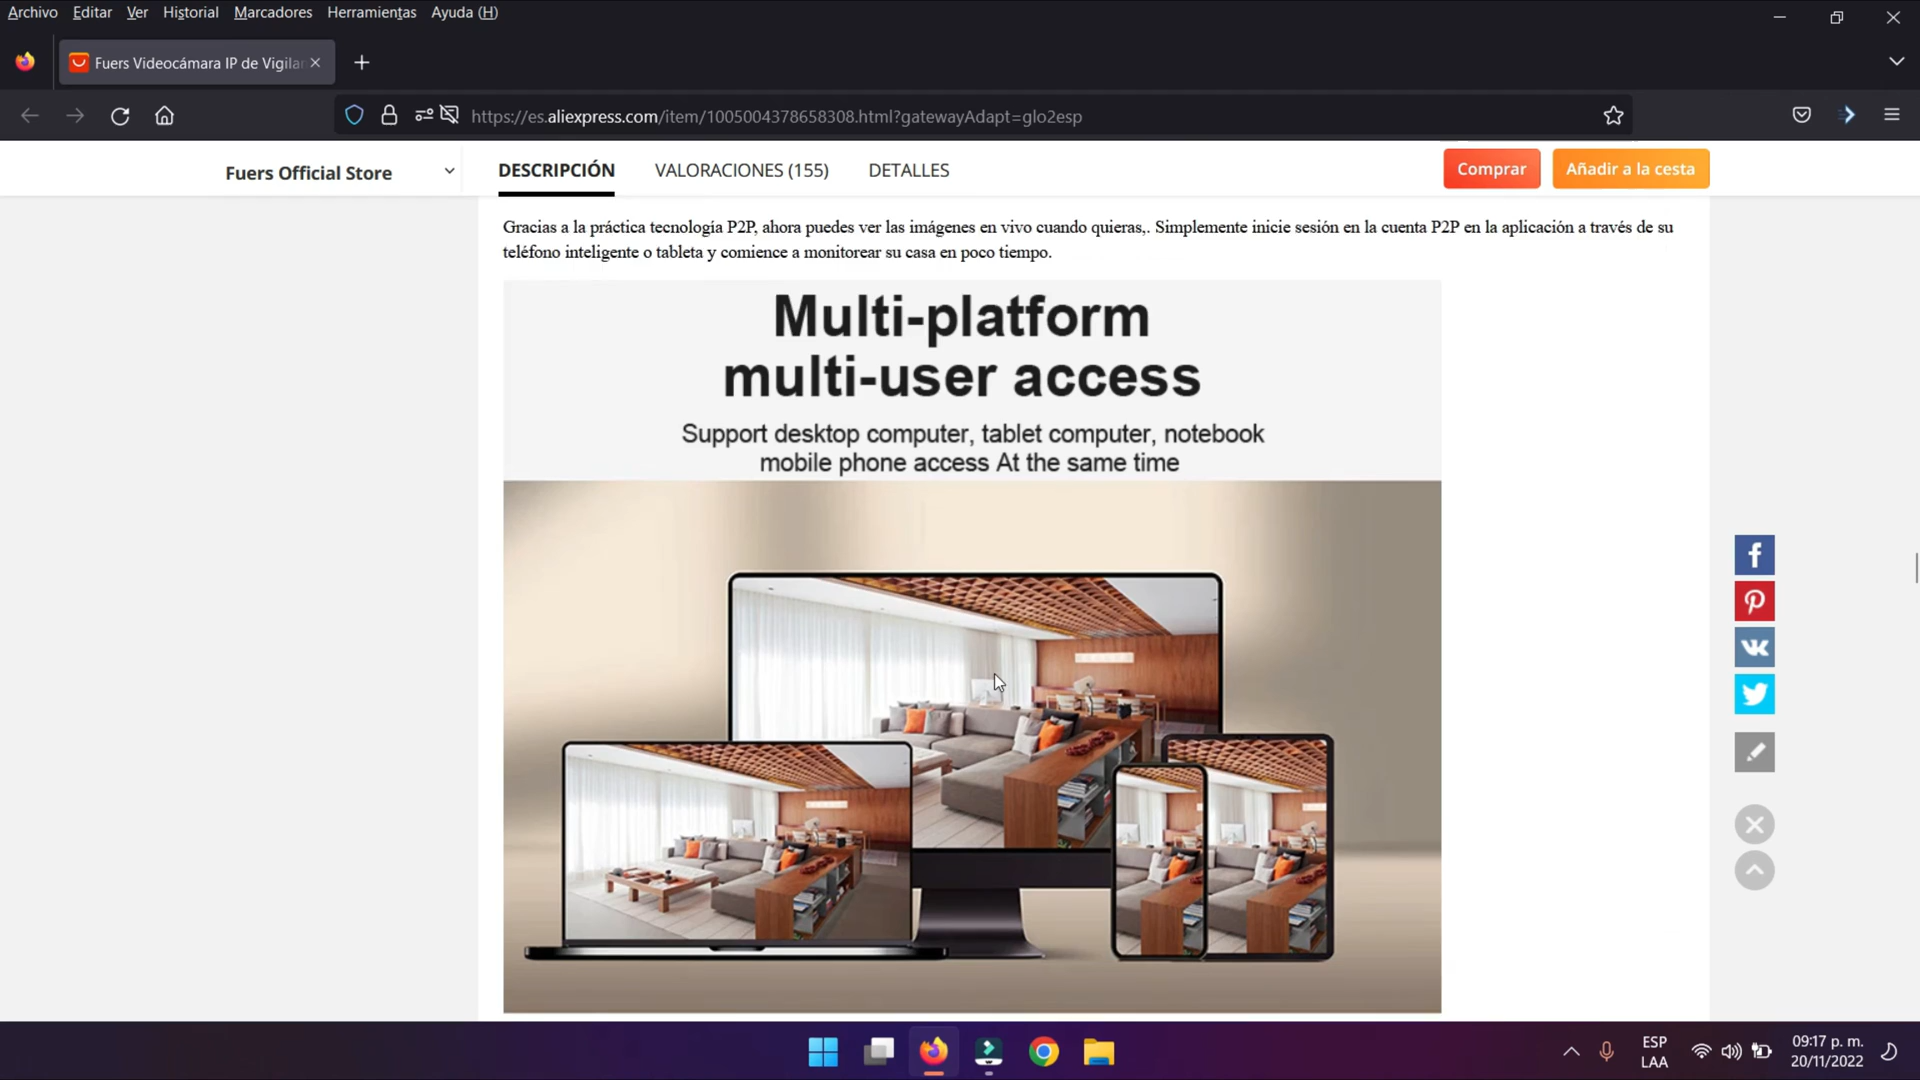 Archivo Editar Ver Historial Marcadores Herramientas Ayuda (H)
Fuers Videocámara IP de Vigilan
https://es.aliexpress.com/item/1005004378658308.html?gatewayAdapt=glo2esp
Fuers Official Store
DESCRIPCIÓN VALORACIONES (155) DETALLES
Comprar Añadir a la cesta
Gracias a la práctica tecnología P2P, ahora puedes ver las imágenes en vivo cuando quieras,. Simplemente inicie sesión en la cuenta P2P en la aplicación a través de su
teléfono inteligente o tableta y comience a monitorear su casa en poco tiempo.
Multi-platform
multi-user access
Support desktop computer, tablet computer, notebook
mobile phone access At the same time
ESP
LAA
09:17 p. m.
20/11/2022